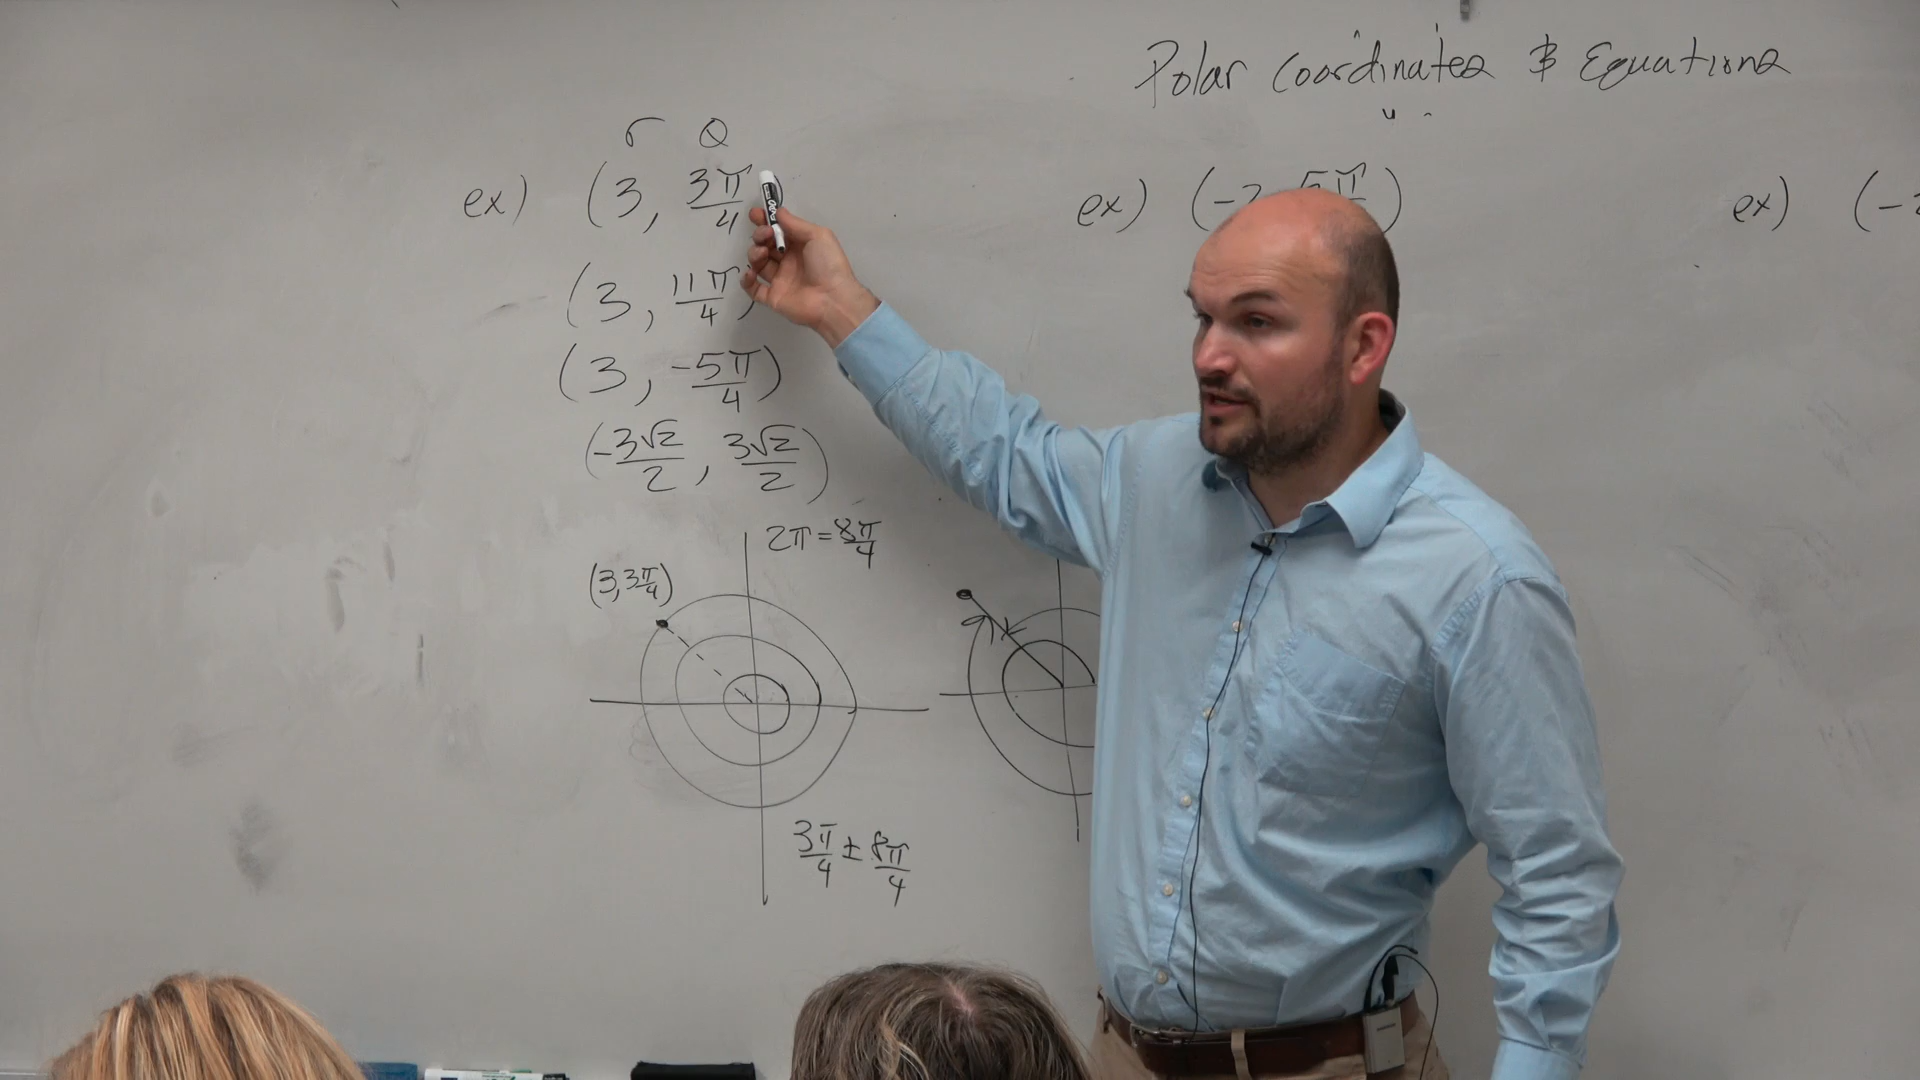 Polar Coordinates & Equations
r θ
ex) (3, 3π/4)
(3, 11π/4)
(3, -5π/4)
(-3√2/2, 3√2/2)
2π = 8π/4
(3, 3π/4)
3π/4 ± 8π/4
ex) (-2, 5π
ex) (-2